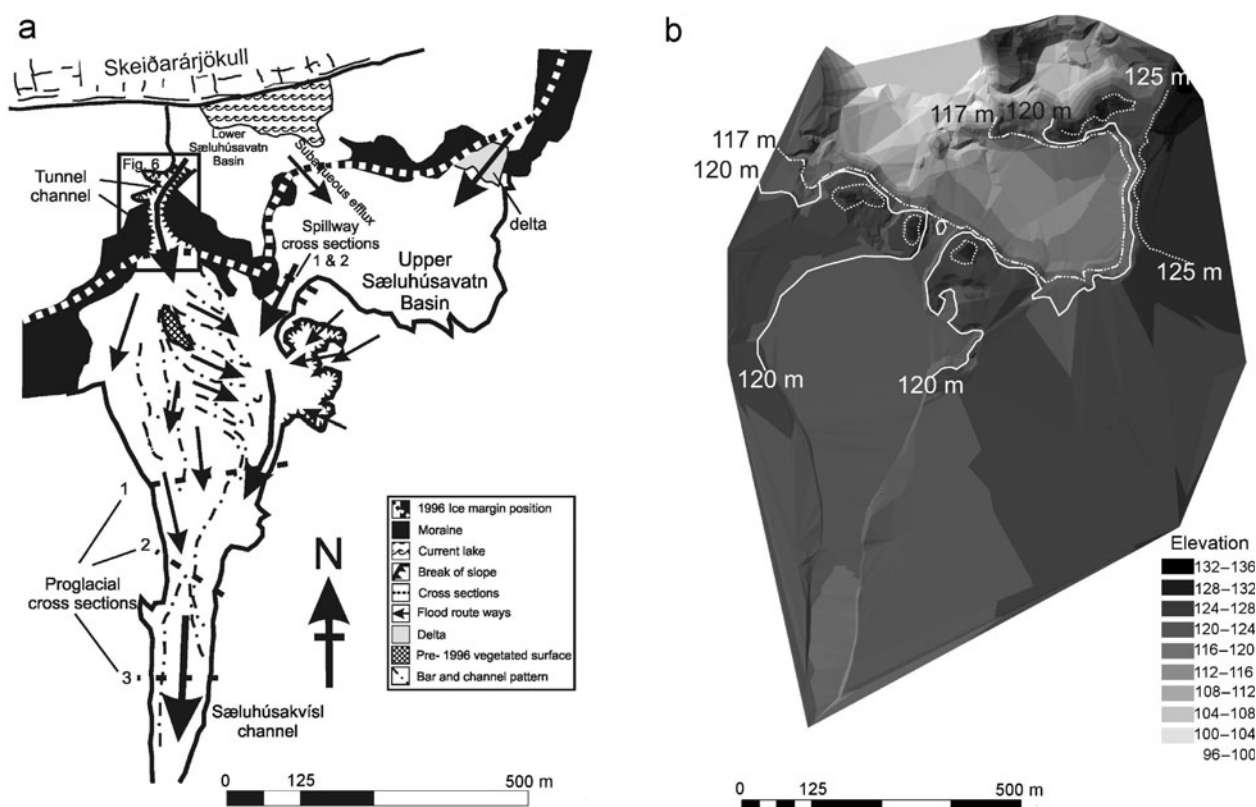 a
Skeiðarárjökull
Lower
Sæluhúsavatn
Basin
Fig. 6
Tunnel
channel
Subaqueous efflux
delta
Spillway
cross sections
1 & 2
Upper
Sæluhúsavatn
Basin
1
2
Proglacial
cross sections
3
Sæluhúsakvísl
channel
N
1996 Ice margin position
Moraine
Current lake
Break of slope
Cross sections
Flood route ways
Delta
Pre- 1996 vegetated surface
Bar and channel pattern
0 125 500 m
b
125 m
117 m 120 m
117 m
120 m
125 m
120 m
120 m
Elevation
132–136
128–132
124–128
120–124
116–120
112–116
108–112
104–108
100–104
96–100
0 125 500 m